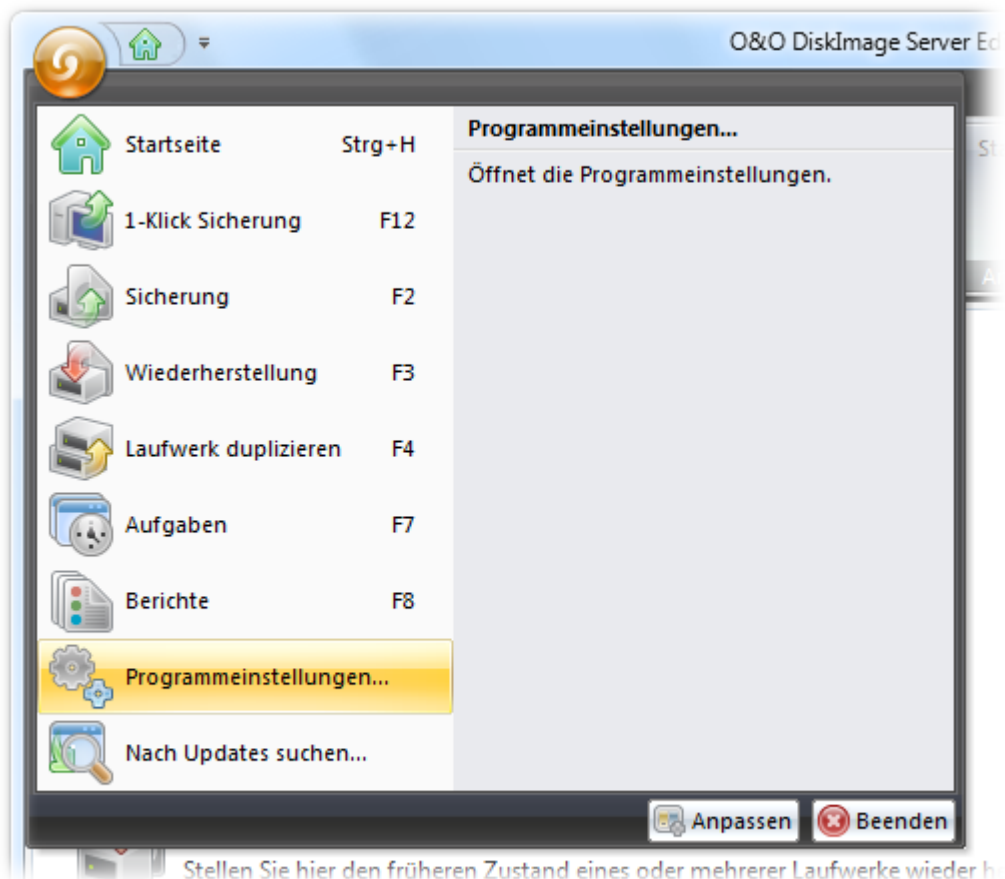 O&O DiskImage Server Ed
Startseite Strg+H
1-Klick Sicherung F12
Sicherung F2
Wiederherstellung F3
Laufwerk duplizieren F4
Aufgaben F7
Berichte F8
Programmeinstellungen...
Nach Updates suchen...
Programmeinstellungen...
Öffnet die Programmeinstellungen.
Anpassen
Beenden
Stellen Sie hier den früheren Zustand eines oder mehrerer Laufwerke wieder h